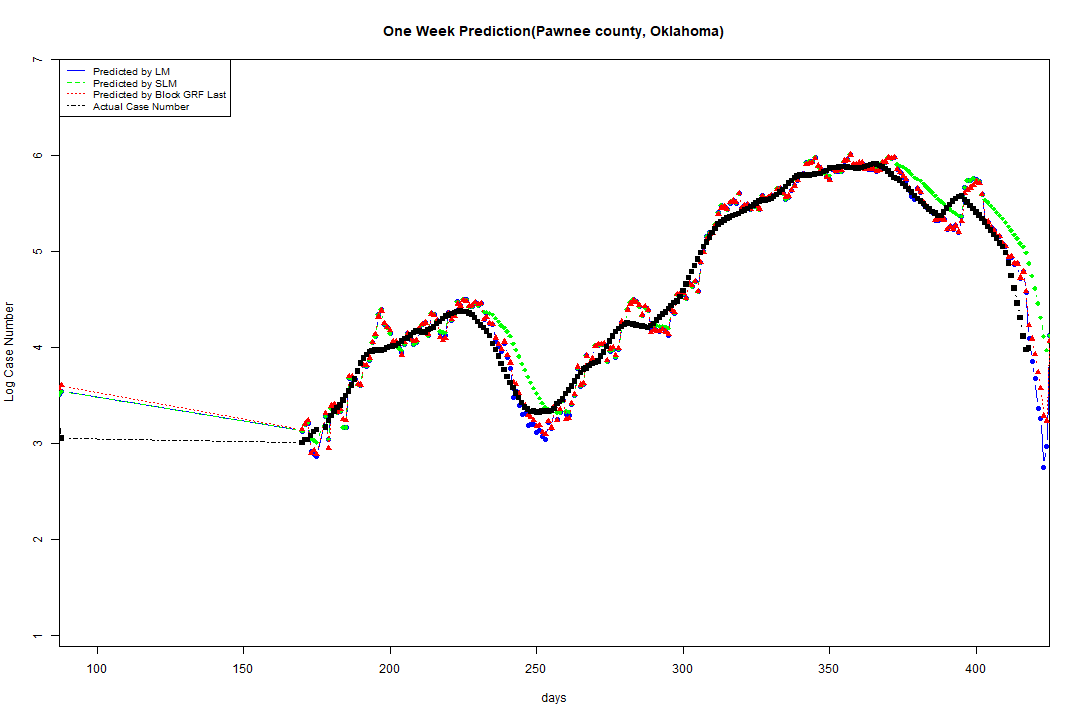 One Week Prediction(Pawnee county, Oklahoma)
Predicted by LM
Predicted by SLM
Predicted by Block GRF Last
Actual Case Number
Log Case Number
7
6
5
4
3
2
1
100 150 200 250 300 350 400
days